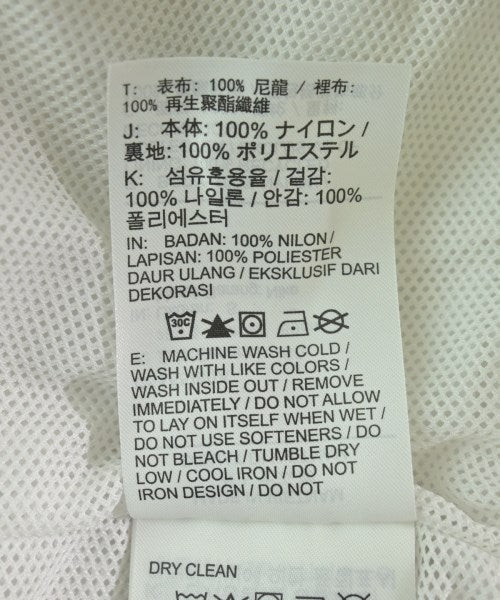 T: 表布: 100% 尼龍 / 裡布:
100% 再生聚酯纖維
J: 本体: 100% ナイロン /
裏地: 100% ポリエステル
K: 섬유혼용율 / 겉감:
100% 나일론 / 안감: 100%
폴리에스터
IN: BADAN: 100% NILON /
LAPISAN: 100% POLIESTER
DAUR ULANG / EKSKLUSIF DARI
DEKORASI
30C
E: MACHINE WASH COLD /
WASH WITH LIKE COLORS /
WASH INSIDE OUT / REMOVE
IMMEDIATELY / DO NOT ALLOW
TO LAY ON ITSELF WHEN WET /
DO NOT USE SOFTENERS / DO
NOT BLEACH / TUMBLE DRY
LOW / COOL IRON / DO NOT
IRON DESIGN / DO NOT
DRY CLEAN